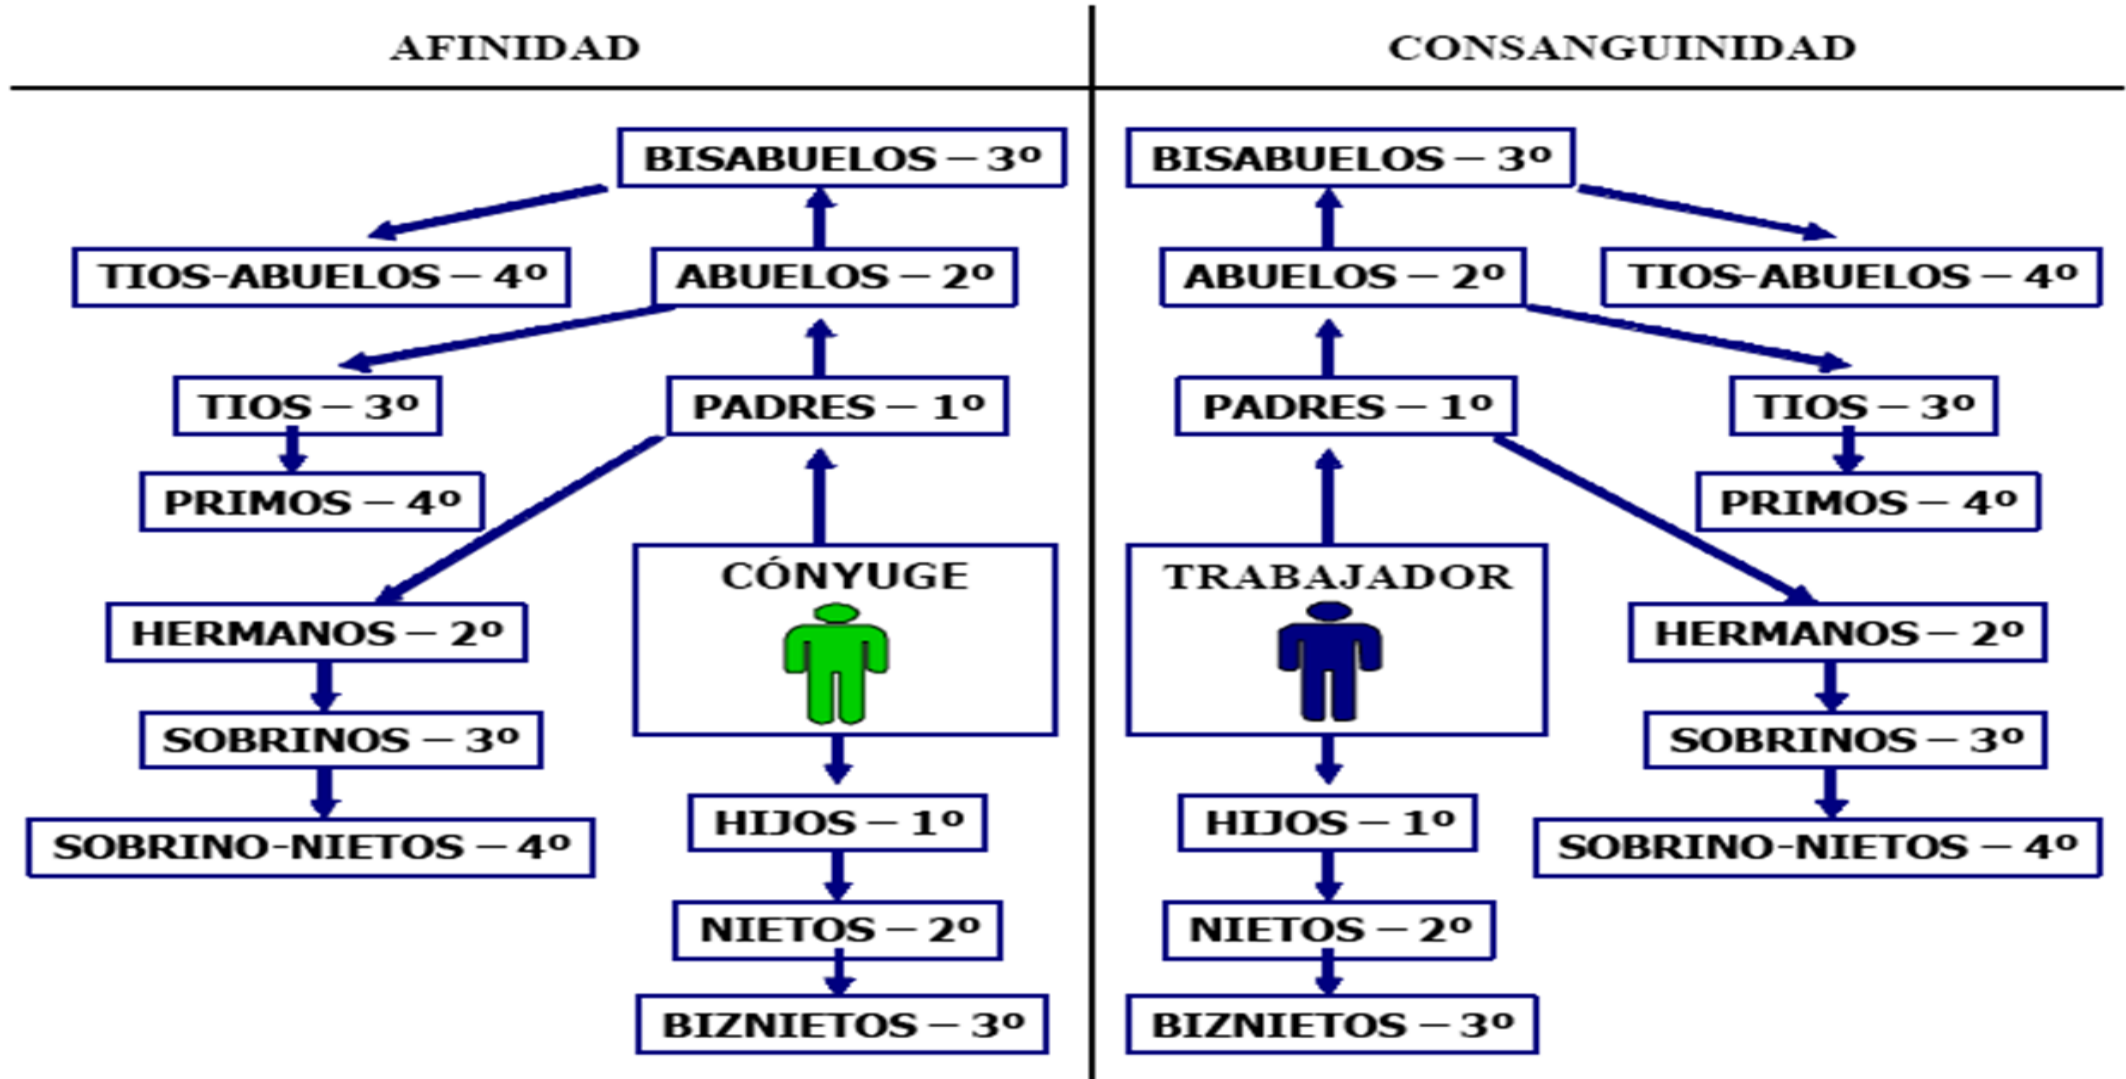 AFINIDAD
CONSANGUINIDAD
BISABUELOS – 3º
BISABUELOS – 3º
TIOS-ABUELOS – 4º
ABUELOS – 2º
ABUELOS – 2º
TIOS-ABUELOS – 4º
TIOS – 3º
PADRES – 1º
PADRES – 1º
TIOS – 3º
PRIMOS – 4º
PRIMOS – 4º
CÓNYUGE
TRABAJADOR
HERMANOS – 2º
HERMANOS – 2º
SOBRINOS – 3º
SOBRINOS – 3º
HIJOS – 1º
HIJOS – 1º
SOBRINO-NIETOS – 4º
SOBRINO-NIETOS – 4º
NIETOS – 2º
NIETOS – 2º
BIZNIETOS – 3º
BIZNIETOS – 3º